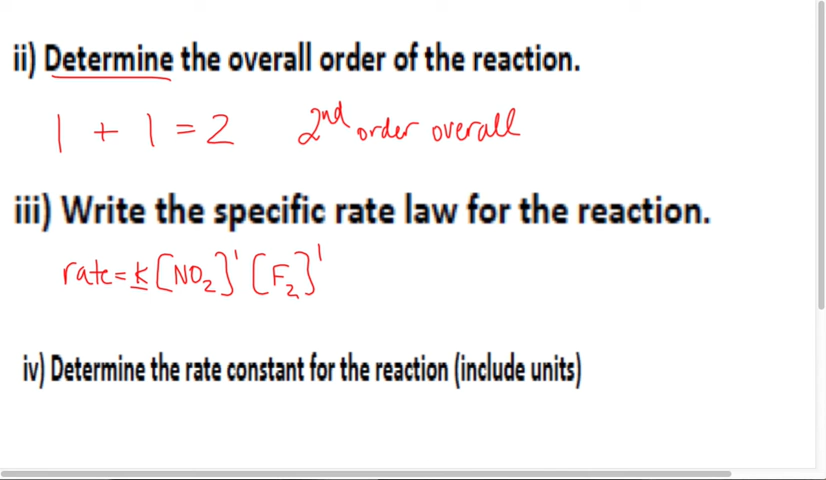 ii) Determine the overall order of the reaction.
1 + 1 = 2 2nd order overall
iii) Write the specific rate law for the reaction.
rate = k [NO₂]¹ [F₂]¹
iv) Determine the rate constant for the reaction (include units)